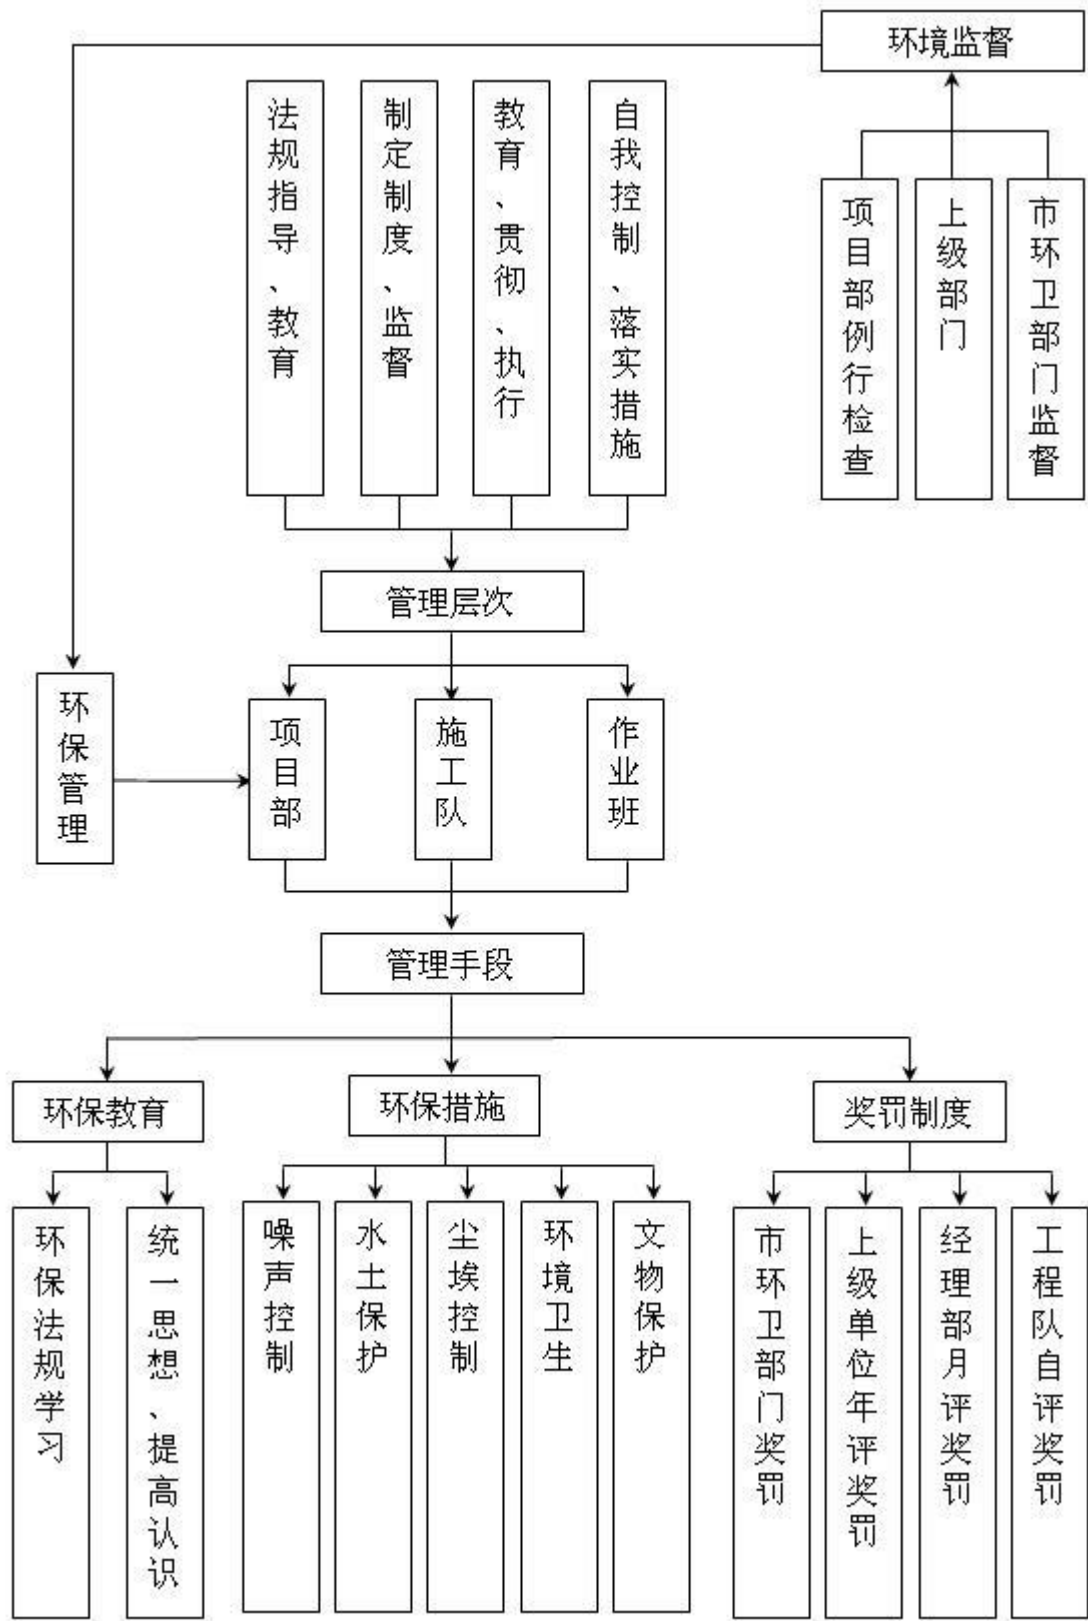 环境监督
法规指导、教育
制定制度、监督
教育、贯彻、执行
自我控制、落实措施
项目部例行检查
上级部门
市环卫部门监督
管理层次
环保管理
项目部
施工队
作业班
管理手段
环保教育
环保措施
奖罚制度
环保法规学习
统一思想、提高认识
噪声控制
水土保护
尘埃控制
环境卫生
文物保护
市环卫部门奖罚
上级单位年评奖罚
经理部月评奖罚
工程队自评奖罚